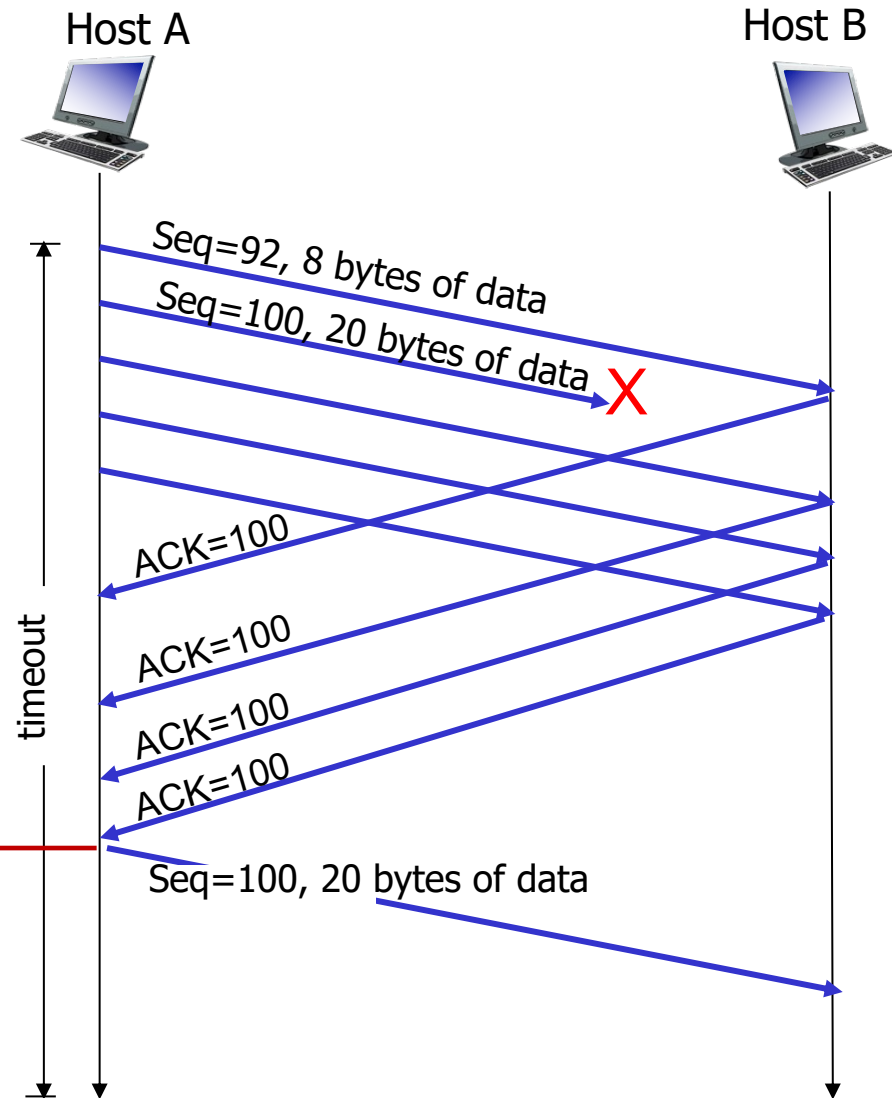 Host A
Host B
Seq=92, 8 bytes of data
Seq=100, 20 bytes of data
X
ACK=100
ACK=100
ACK=100
ACK=100
timeout
Seq=100, 20 bytes of data